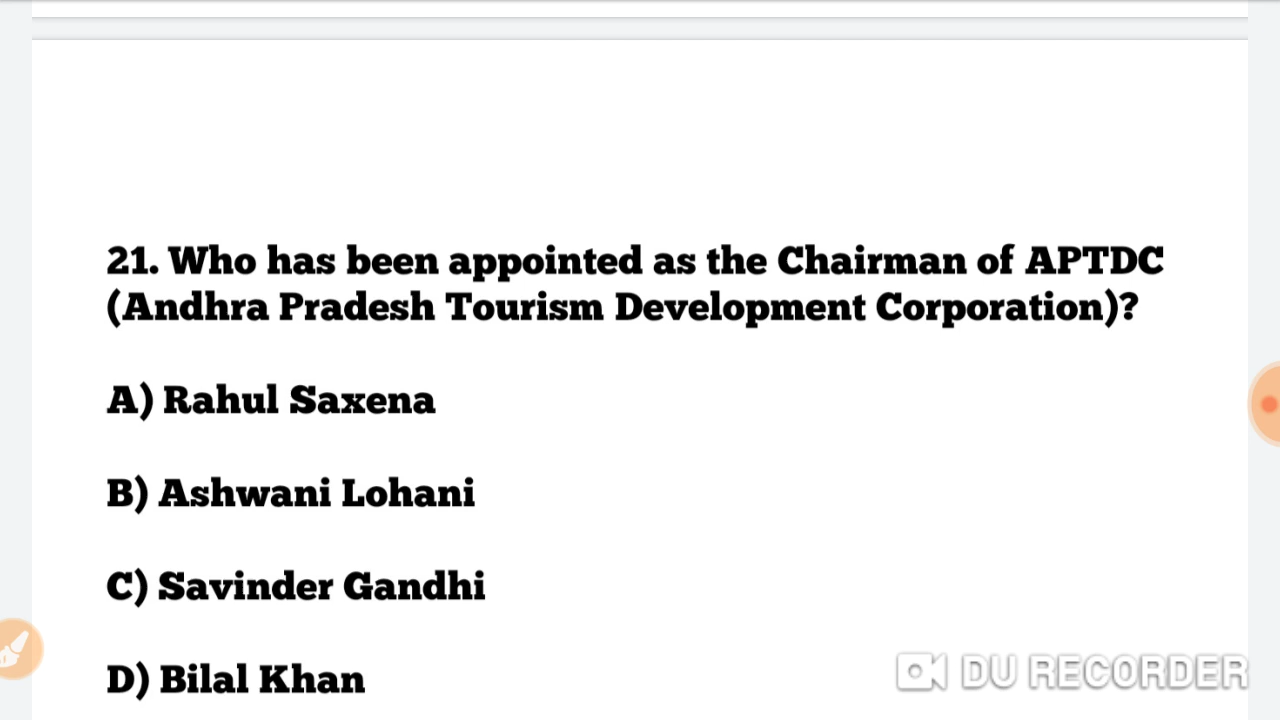 21. Who has been appointed as the Chairman of APTDC
(Andhra Pradesh Tourism Development Corporation)?
A) Rahul Saxena
B) Ashwani Lohani
C) Savinder Gandhi
D) Bilal Khan
DU RECORDER